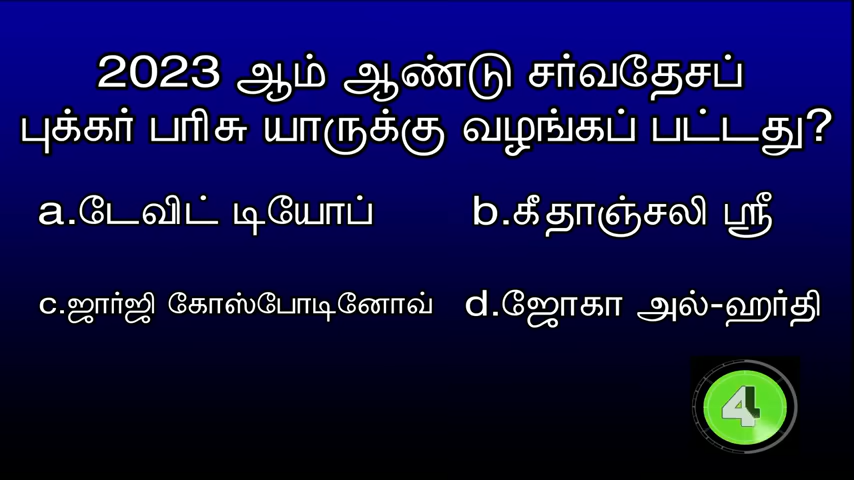 2023 ஆம் ஆண்டு சர்வதேசப்
புக்கர் பரிசு யாருக்கு வழங்கப் பட்டது?
a.டேவிட் டியோப்
b.கீதாஞ்சலி ஸ்ரீ
c.ஜார்ஜி கோஸ்போடினோவ்
d.ஜோகா அல்-ஹர்தி
4